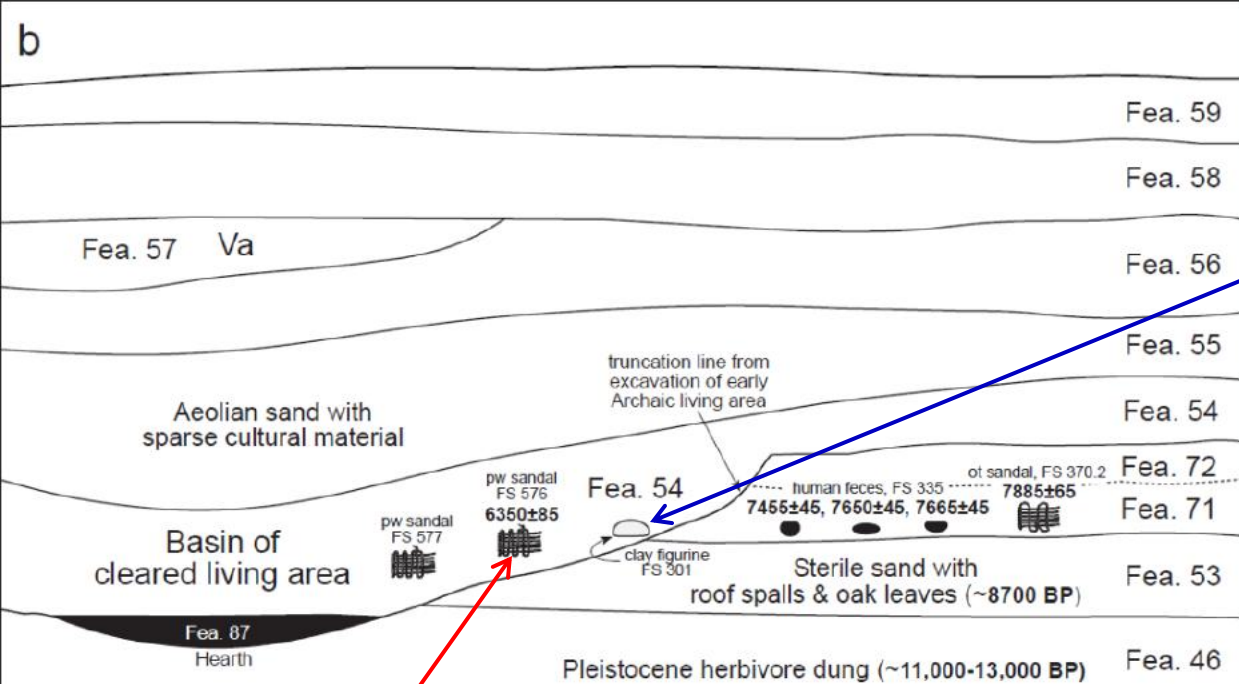 b
Fea. 59
Fea. 58
Fea. 57 Va
Fea. 56
Fea. 55
truncation line from
excavation of early
Archaic living area
Aeolian sand with
sparse cultural material
Fea. 54
pw sandal
FS 576
6350±85
Fea. 54
ot sandal, FS 370.2
7885±65
Fea. 72
human feces, FS 335
7455±45, 7650±45, 7665±45
Fea. 71
pw sandal
FS 577
Basin of
cleared living area
clay figurine
FS 301
Sterile sand with
roof spalls & oak leaves (~8700 BP)
Fea. 53
Fea. 87
Hearth
Pleistocene herbivore dung (~11,000-13,000 BP)
Fea. 46